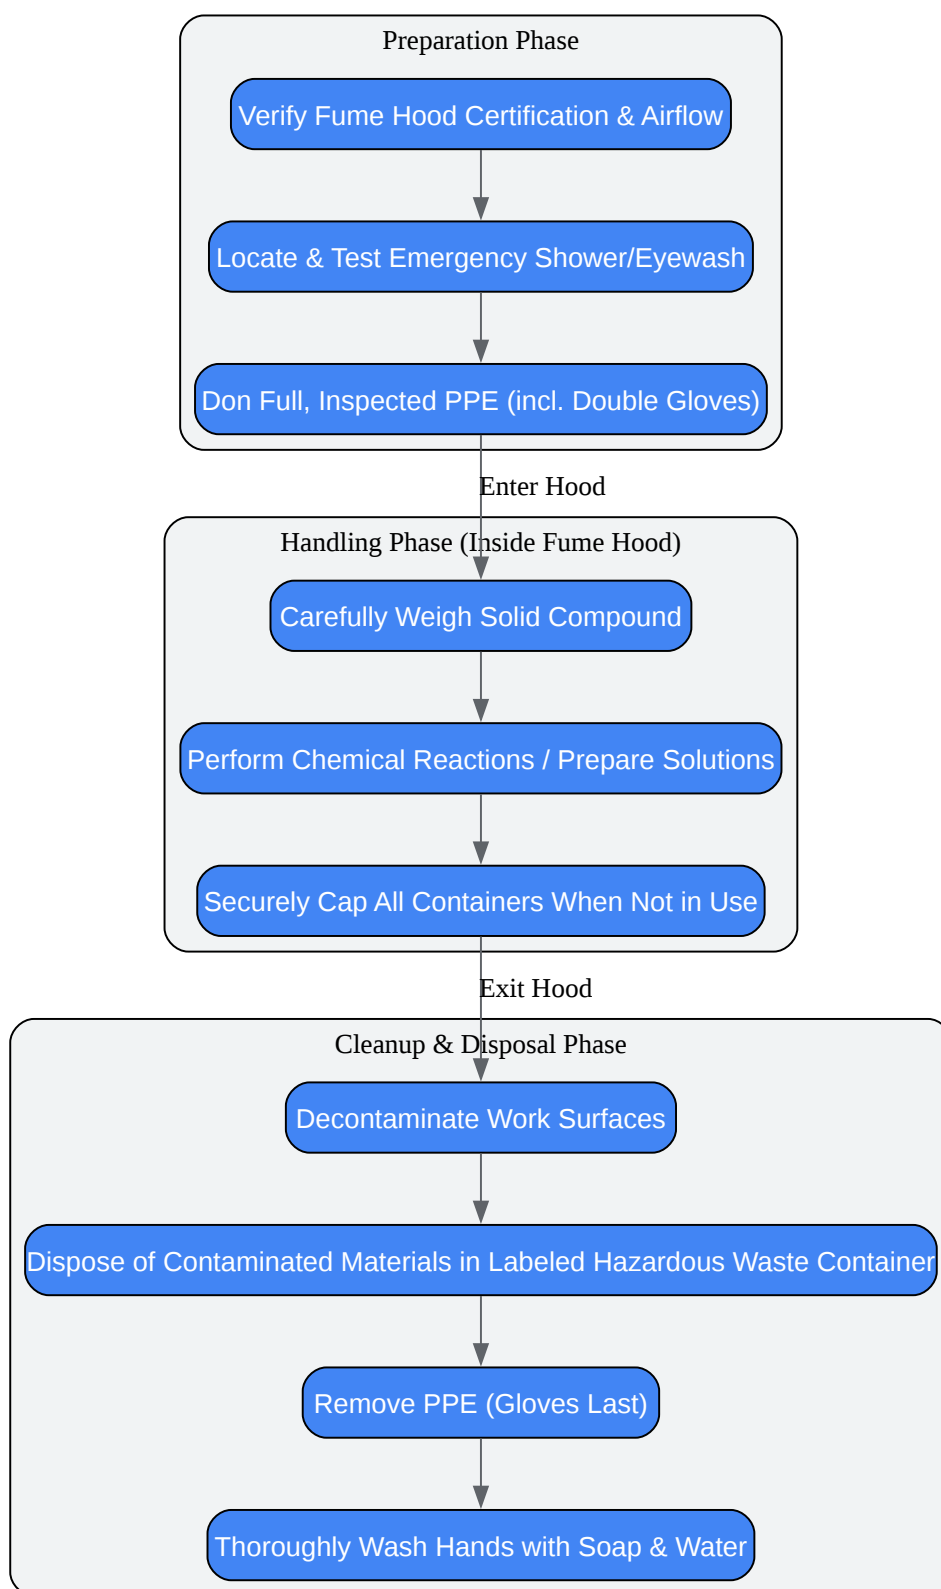 Preparation Phase
Verify Fume Hood Certification & Airflow
Locate & Test Emergency Shower/Eyewash
Don Full, Inspected PPE (incl. Double Gloves)
Enter Hood
Handling Phase (Inside Fume Hood)
Carefully Weigh Solid Compound
Perform Chemical Reactions / Prepare Solutions
Securely Cap All Containers When Not in Use
Exit Hood
Cleanup & Disposal Phase
Decontaminate Work Surfaces
Dispose of Contaminated Materials in Labeled Hazardous Waste Container
Remove PPE (Gloves Last)
Thoroughly Wash Hands with Soap & Water